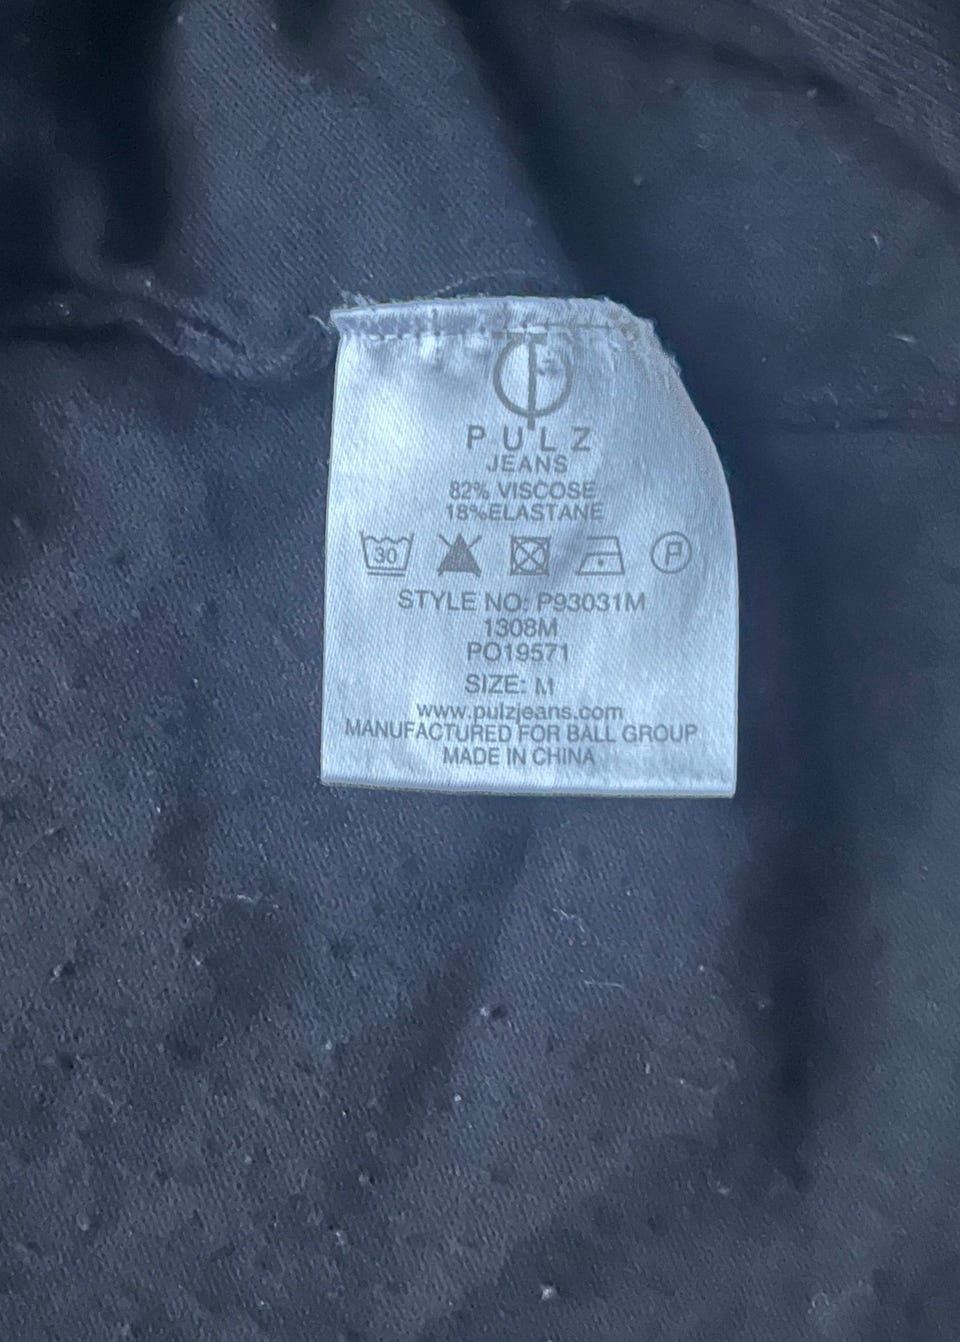 PULZ
JEANS
82% VISCOSE
18%ELASTANE
30 P
STYLE NO: P93031M
1308M
PO19571
SIZE: M
www.pulzjeans.com
MANUFACTURED FOR BALL GROUP
MADE IN CHINA